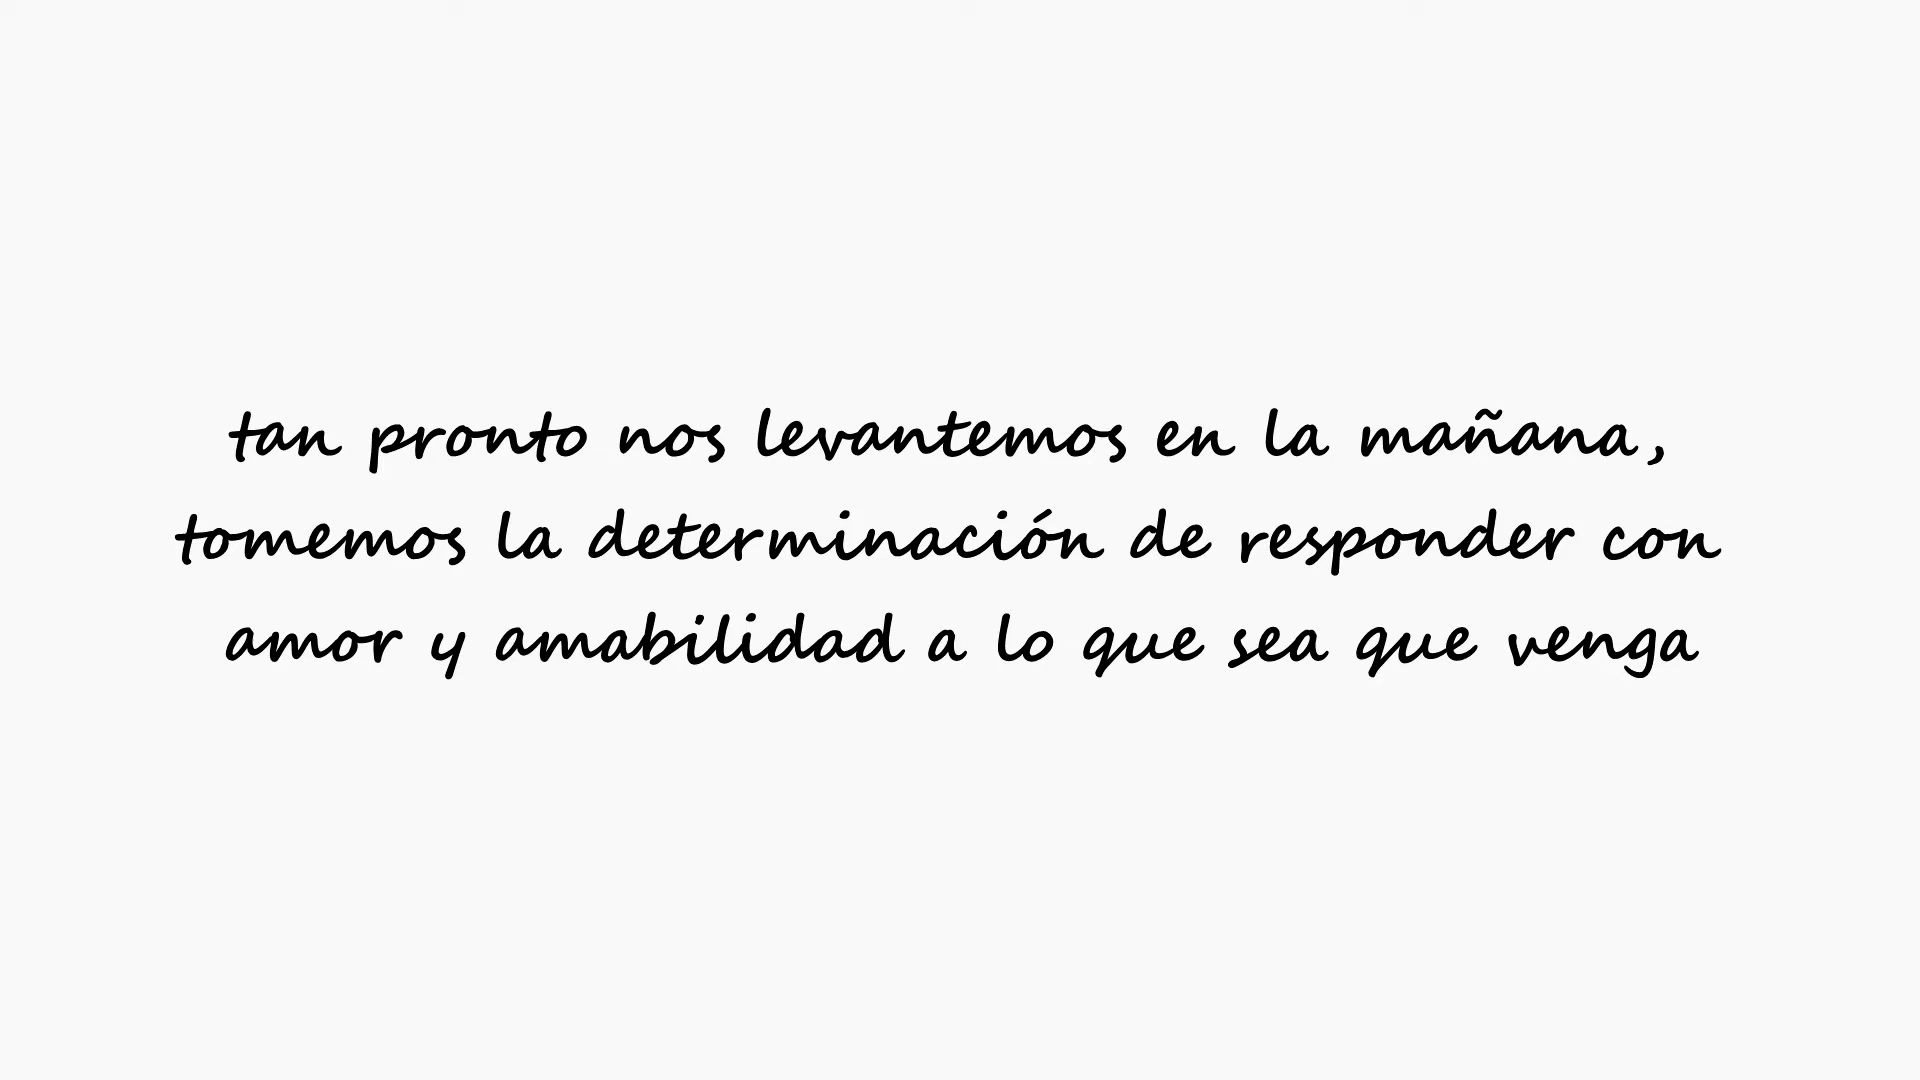 tan pronto nos levantemos en la mañana,
tomemos la determinación de responder con
amor y amabilidad a lo que sea que venga